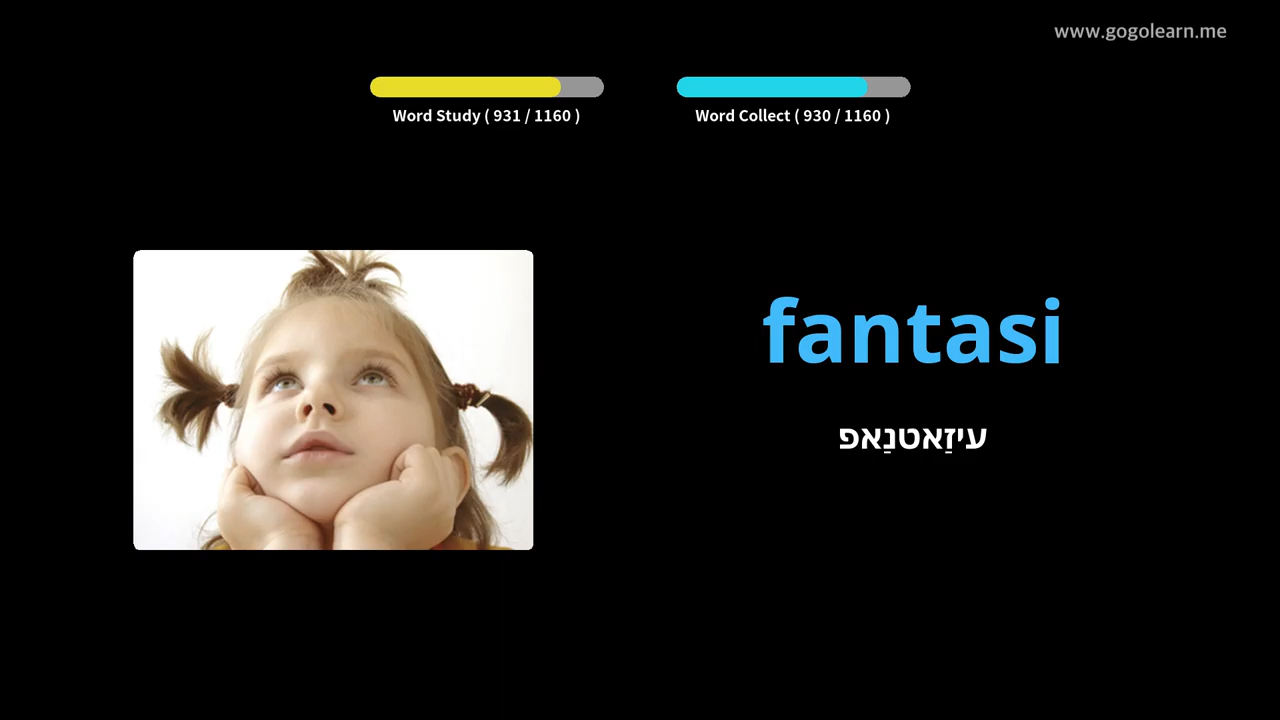 www.gogolearn.me
Word Study ( 931 / 1160 )
Word Collect ( 930 / 1160 )
fantasi
עיזַאטנַאפ